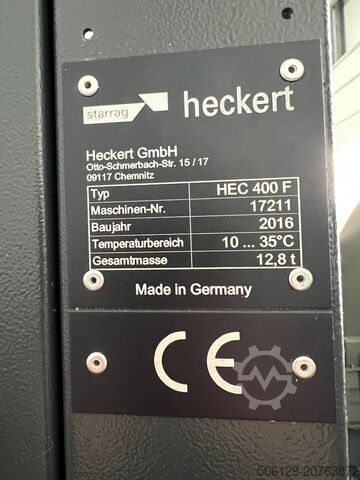 starrag heckert
Heckert GmbH
Otto-Schmerbach-Str. 15 / 17
09117 Chemnitz
Typ HEC 400 F
Maschinen-Nr. 17211
Baujahr 2016
Temperaturbereich 10 ... 35°C
Gesamtmasse 12,8 t
Made in Germany
CE
506129-20763872